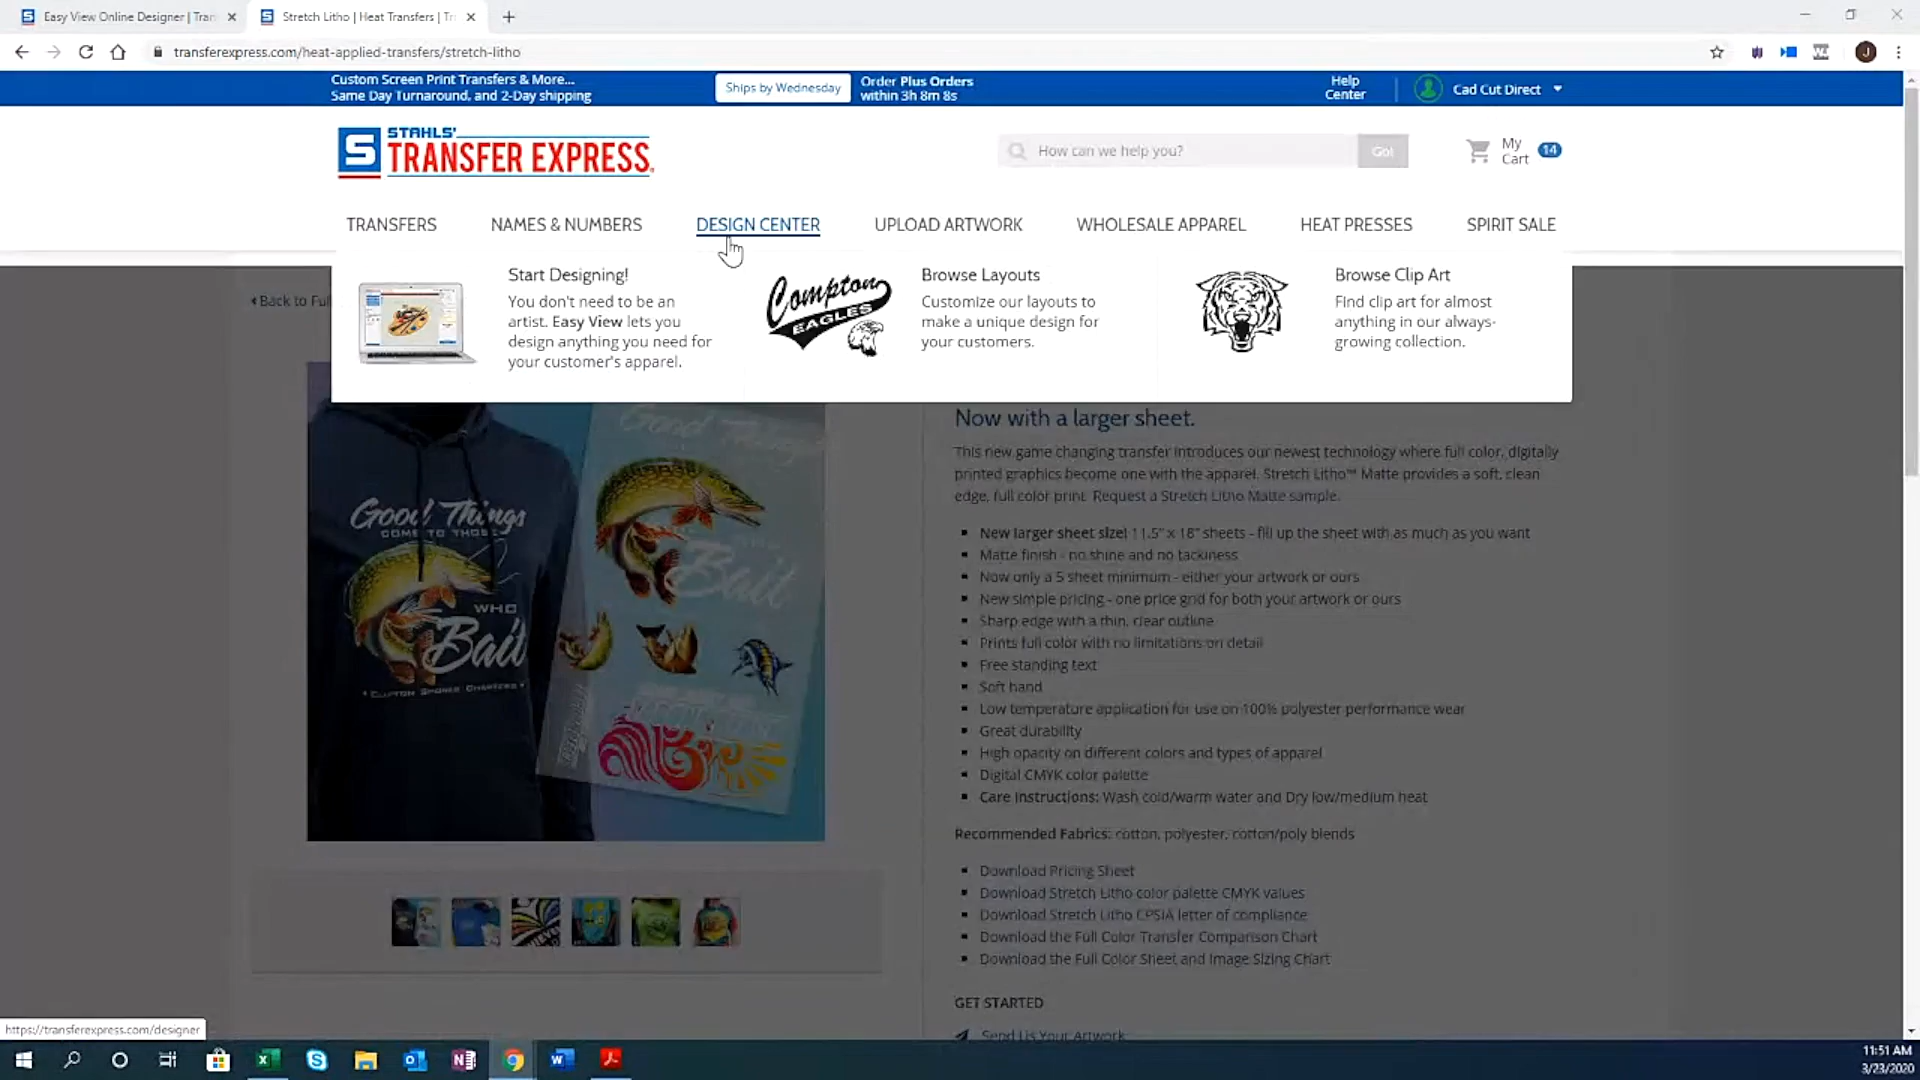 Easy View Online Designer | Tran
Stretch Litho | Heat Transfers | Tr
transferexpress.com/heat-applied-transfers/stretch-litho
J
Custom Screen Print Transfers & More...
Same Day Turnaround, and 2-Day shipping
Ships by Wednesday
Order Plus Orders
within 3h 8m 8s
Help
Center
Cad Cut Direct
S STAHLS'
TRANSFER EXPRESS.
How can we help you?
Go!
My
Cart
14
TRANSFERS
NAMES & NUMBERS
DESIGN CENTER
UPLOAD ARTWORK
WHOLESALE APPAREL
HEAT PRESSES
SPIRIT SALE
Start Designing!
You don't need to be an
artist. Easy View lets you
design anything you need for
your customer's apparel.
Compton
EAGLES
Browse Layouts
Customize our layouts to
make a unique design for
your customers.
Browse Clip Art
Find clip art for almost
anything in our always-
growing collection.
Back to Full
Good Things
COME TO THOSE
WHO
Bait
Good Things
Bait
Now with a larger sheet.
This new game changing transfer introduces our newest technology where full color, digitally
printed graphics become one with the apparel. Stretch Litho™ Matte provides a soft, clean
edge, full color print. Request a Stretch Litho Matte sample.
New larger sheet size! 11.5" x 18" sheets - fill up the sheet with as much as you want
Matte finish - no shine and no tackiness
Now only a 5 sheet minimum - either your artwork or ours
New simple pricing - one price grid for both your artwork or ours
Sharp edge with a thin, clear outline
Prints full color with no limitations on detail
Free standing text
Soft hand
Low temperature application for use on 100% polyester performance wear
Great durability
High opacity on different colors and types of apparel
Digital CMYK color palette
Care Instructions: Wash cold/warm water and Dry low/medium heat
Recommended Fabrics: cotton, polyester, cotton/poly blends
Download Pricing Sheet
Download Stretch Litho color palette CMYK values
Download Stretch Litho CPSIA letter of compliance
Download the Full Color Transfer Comparison Chart
Download the Full Color Sheet and Image Sizing Chart
GET STARTED
Send Us Your Artwork
https://transferexpress.com/designer
11:51 AM
3/23/2020